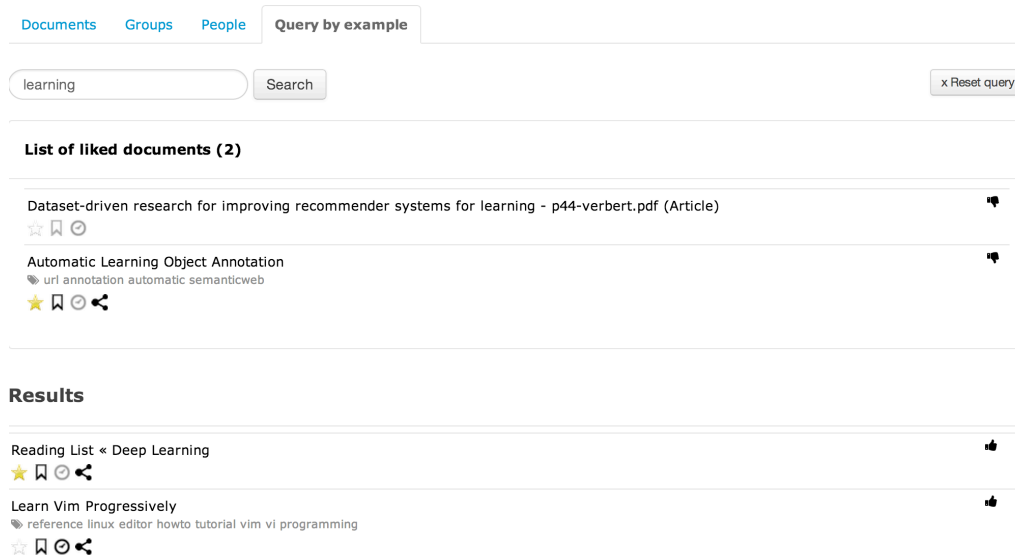 Documents Groups People Query by example
learning Search x Reset query
List of liked documents (2)
Dataset-driven research for improving recommender systems for learning - p44-verbert.pdf (Article)
Automatic Learning Object Annotation
url annotation automatic semanticweb
Results
Reading List « Deep Learning
Learn Vim Progressively
reference linux editor howto tutorial vim vi programming